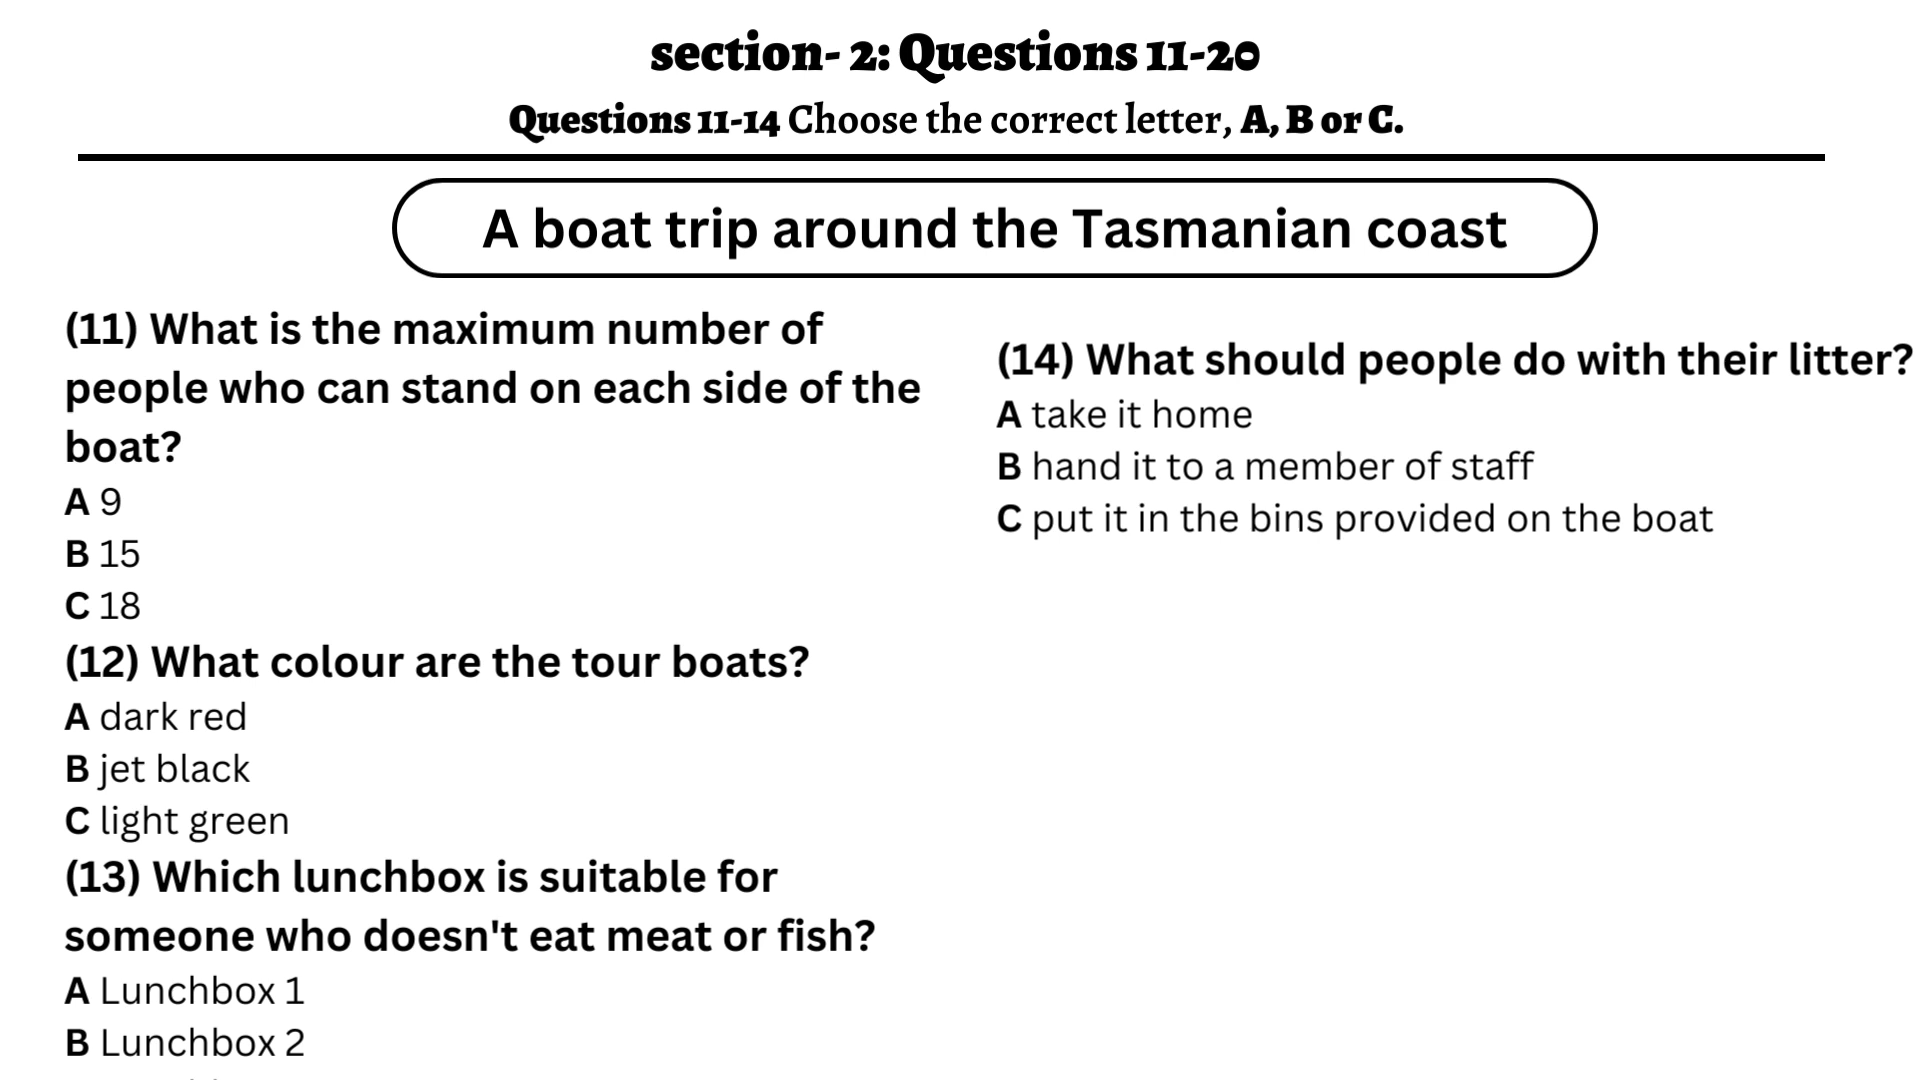 section- 2: Questions 11-20
Questions 11-14 Choose the correct letter, A, B or C.
A boat trip around the Tasmanian coast
(11) What is the maximum number of
people who can stand on each side of the
boat?
A 9
B 15
C 18
(12) What colour are the tour boats?
A dark red
B jet black
C light green
(13) Which lunchbox is suitable for
someone who doesn't eat meat or fish?
A Lunchbox 1
B Lunchbox 2
(14) What should people do with their litter?
A take it home
B hand it to a member of staff
C put it in the bins provided on the boat